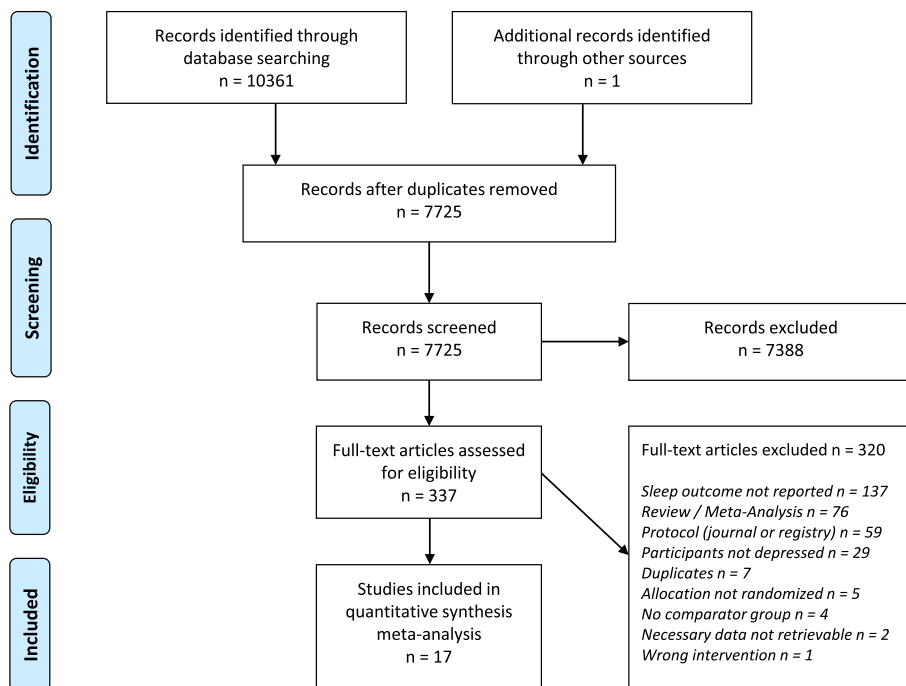 Identification
Records identified through
database searching
n = 10361
Additional records identified
through other sources
n = 1
Records after duplicates removed
n = 7725
Screening
Records screened
n = 7725
Records excluded
n = 7388
Eligibility
Full-text articles assessed
for eligibility
n = 337
Full-text articles excluded n = 320
Sleep outcome not reported n = 137
Review / Meta-Analysis n = 76
Protocol (journal or registry) n = 59
Participants not depressed n = 29
Duplicates n = 7
Allocation not randomized n = 5
No comparator group n = 4
Necessary data not retrievable n = 2
Wrong intervention n = 1
Included
Studies included in
quantitative synthesis
meta-analysis
n = 17